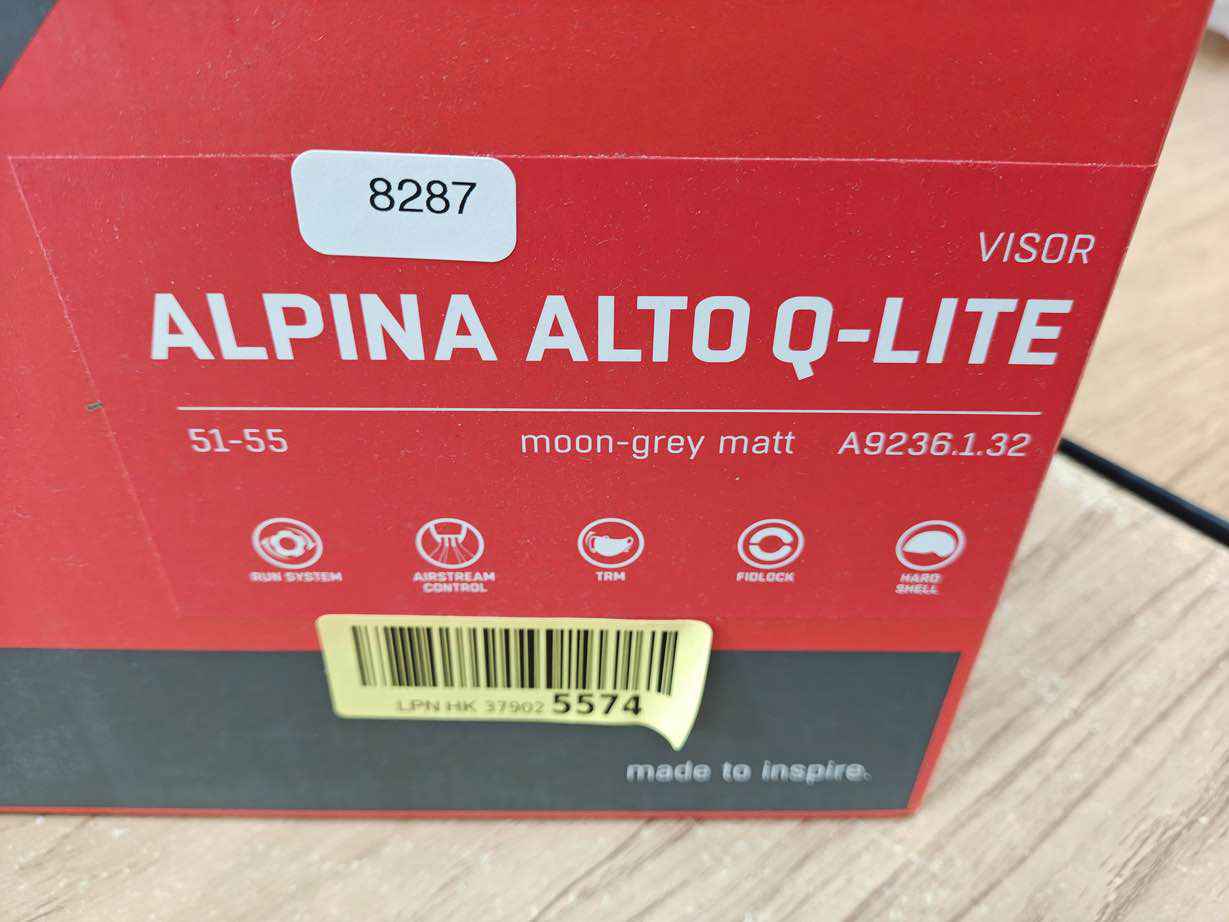 8287
VISOR
ALPINA ALTO Q-LITE
51-55 moon-grey matt A9236.1.32
RUN SYSTEM
AIRSTREAM
CONTROL
TRM
FIDLOCK
HARD
SHELL
LPN HK 37902 5574
made to inspire.